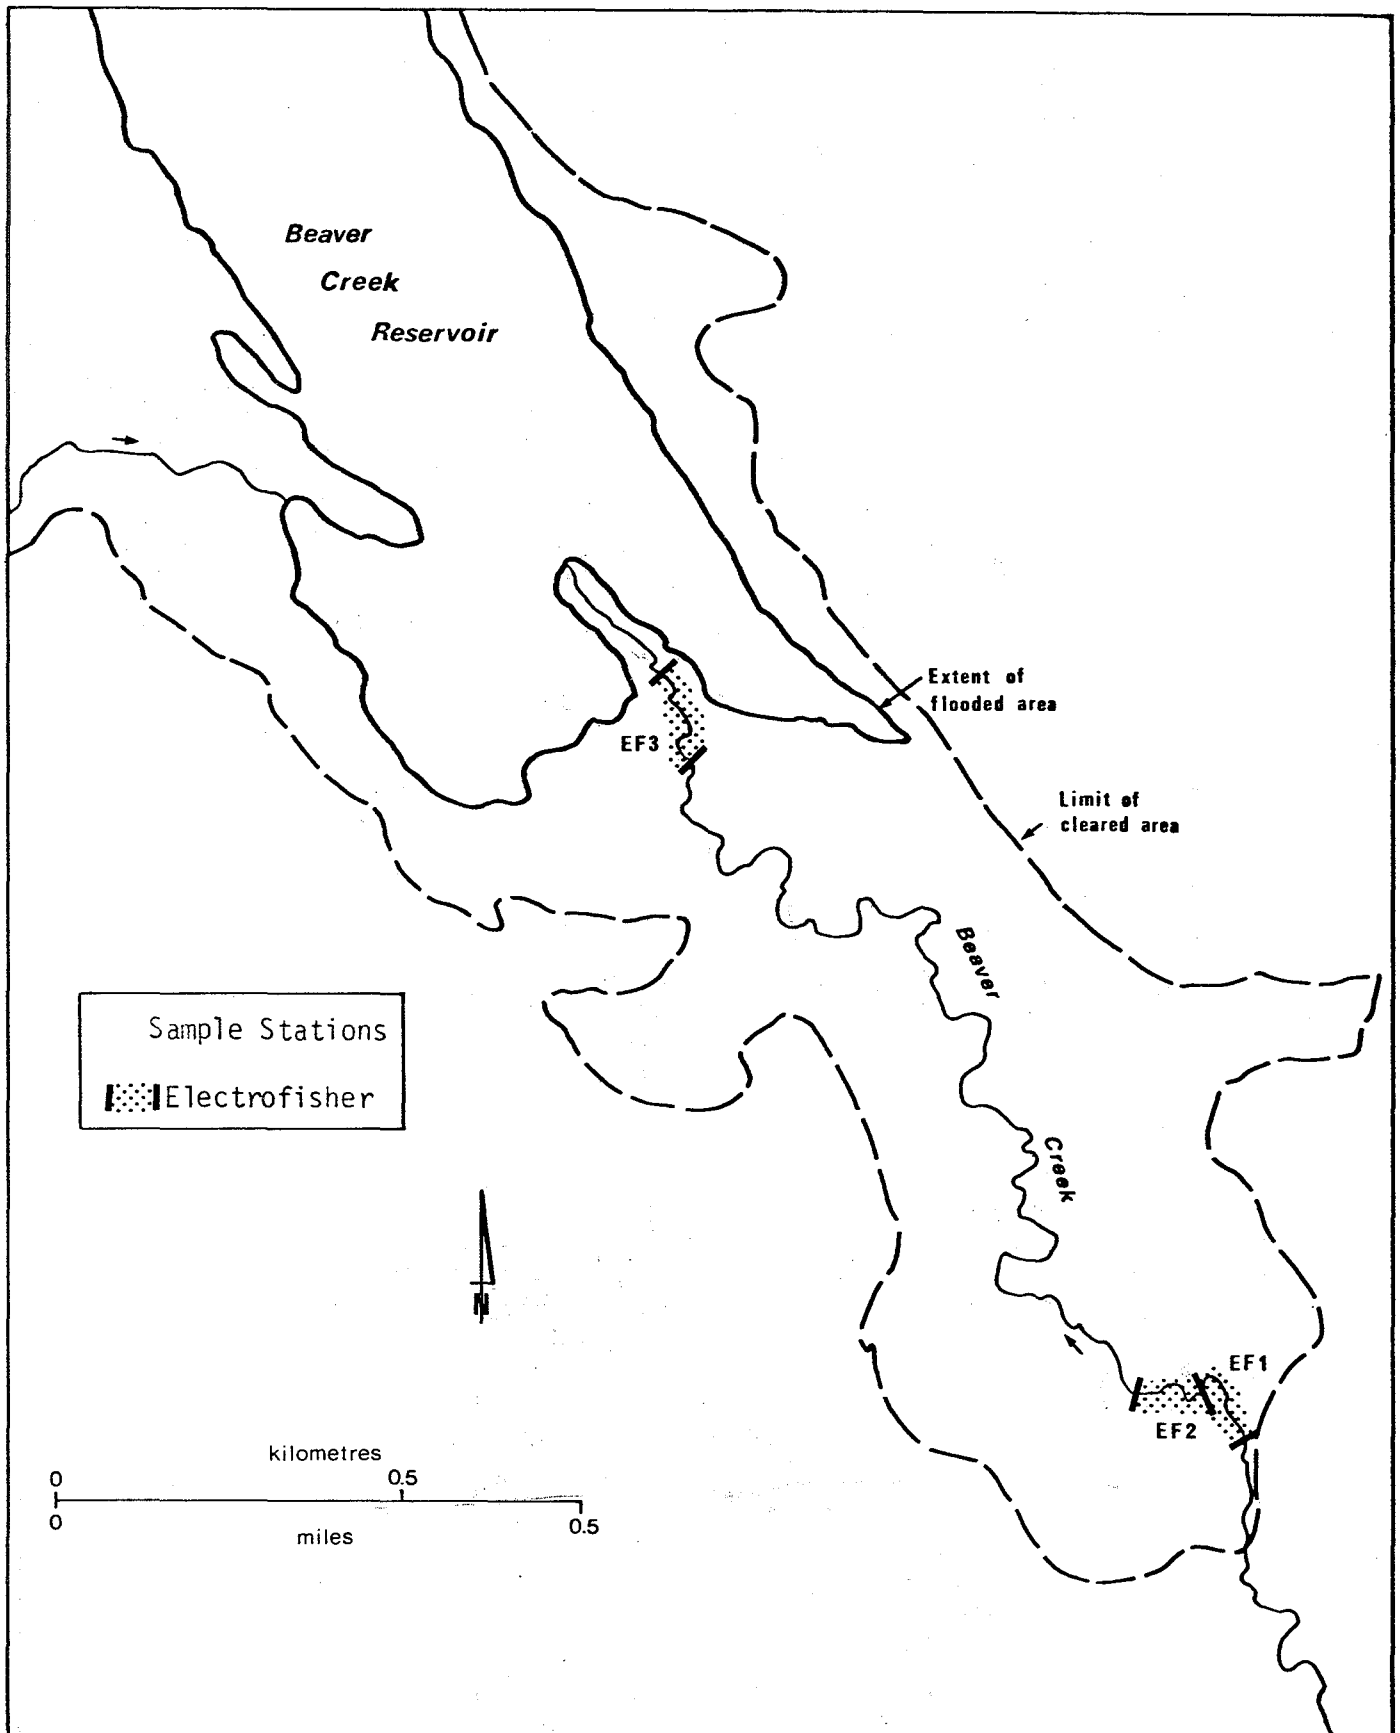 Beaver
Creek
Reservoir
Extent of
flooded area
EF3
Limit of
cleared area
Beaver
Sample Stations
Electrofisher
Creek
N
EF1
EF2
kilometres
0 0.5
0 0.5
miles